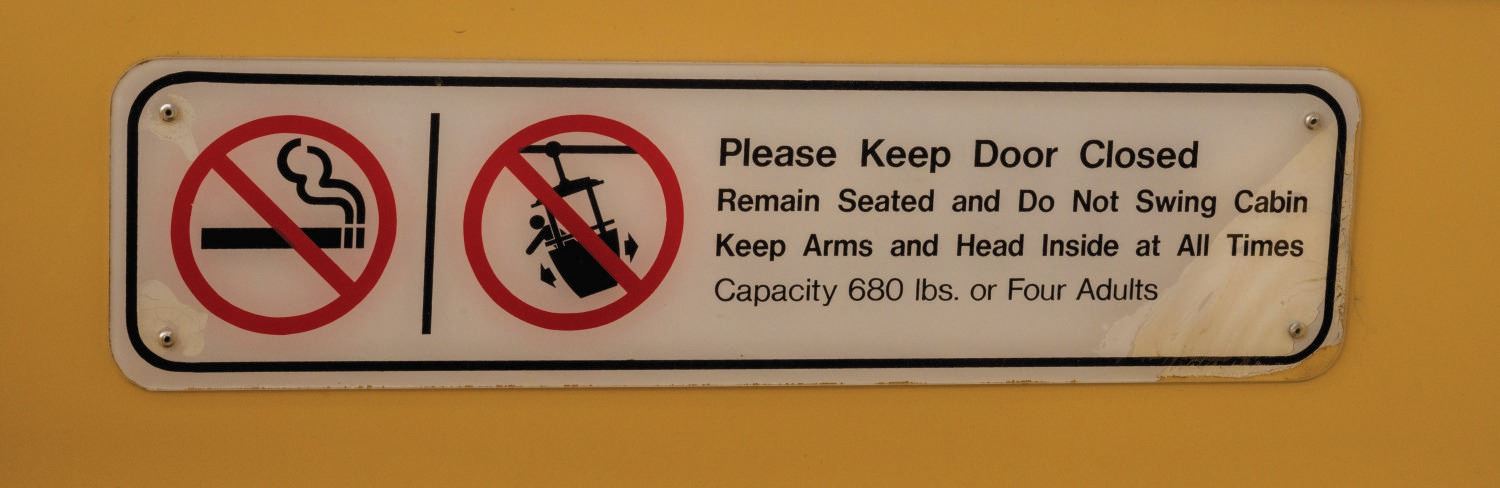 Please Keep Door Closed
Remain Seated and Do Not Swing Cabin
Keep Arms and Head Inside at All Times
Capacity 680 lbs. or Four Adults